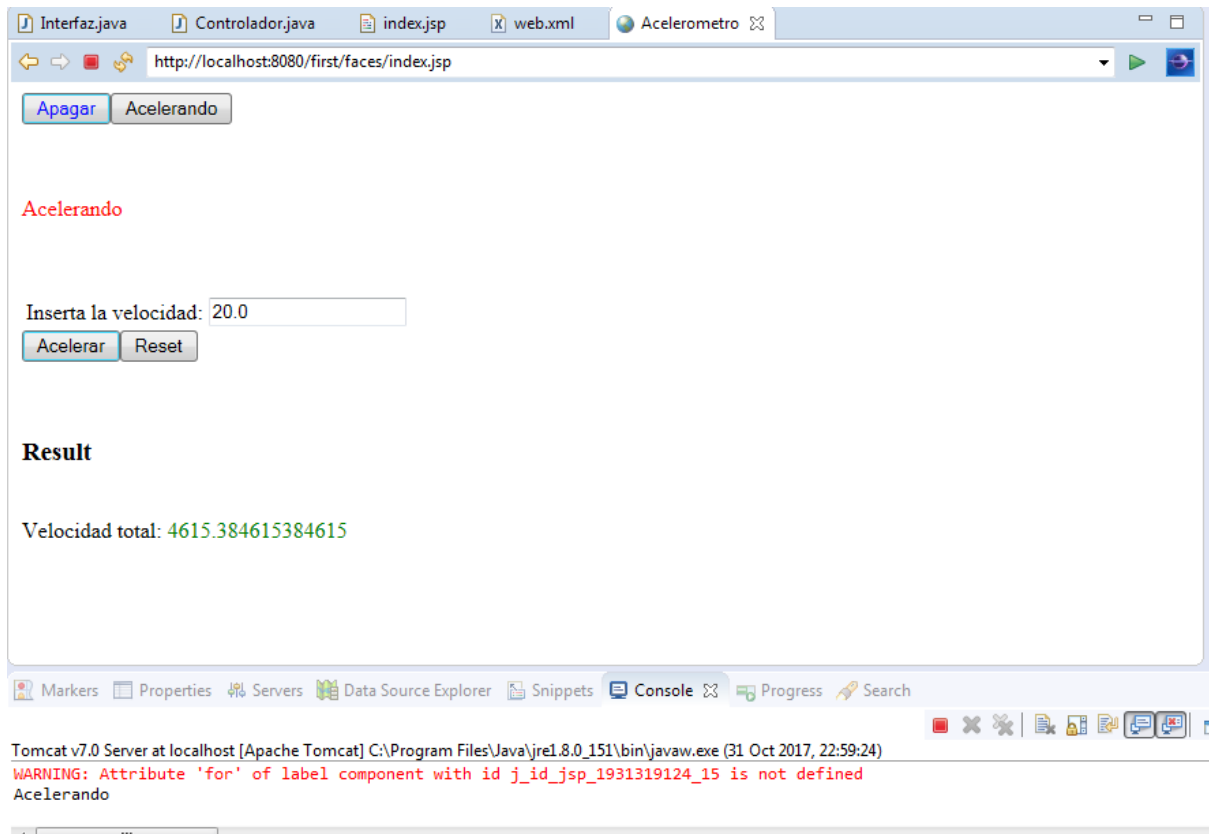 Interfaz.java Controlador.java index.jsp web.xml Acelerometro
http://localhost:8080/first/faces/index.jsp
Apagar Acelerando
Acelerando
Inserta la velocidad: 20.0
Acelerar Reset
Result
Velocidad total: 4615.384615384615
Markers Properties Servers Data Source Explorer Snippets Console Progress Search
Tomcat v7.0 Server at localhost [Apache Tomcat] C:\Program Files\Java\jre1.8.0_151\bin\javaw.exe (31 Oct 2017, 22:59:24)
WARNING: Attribute 'for' of label component with id j_id_jsp_1931319124_15 is not defined
Acelerando